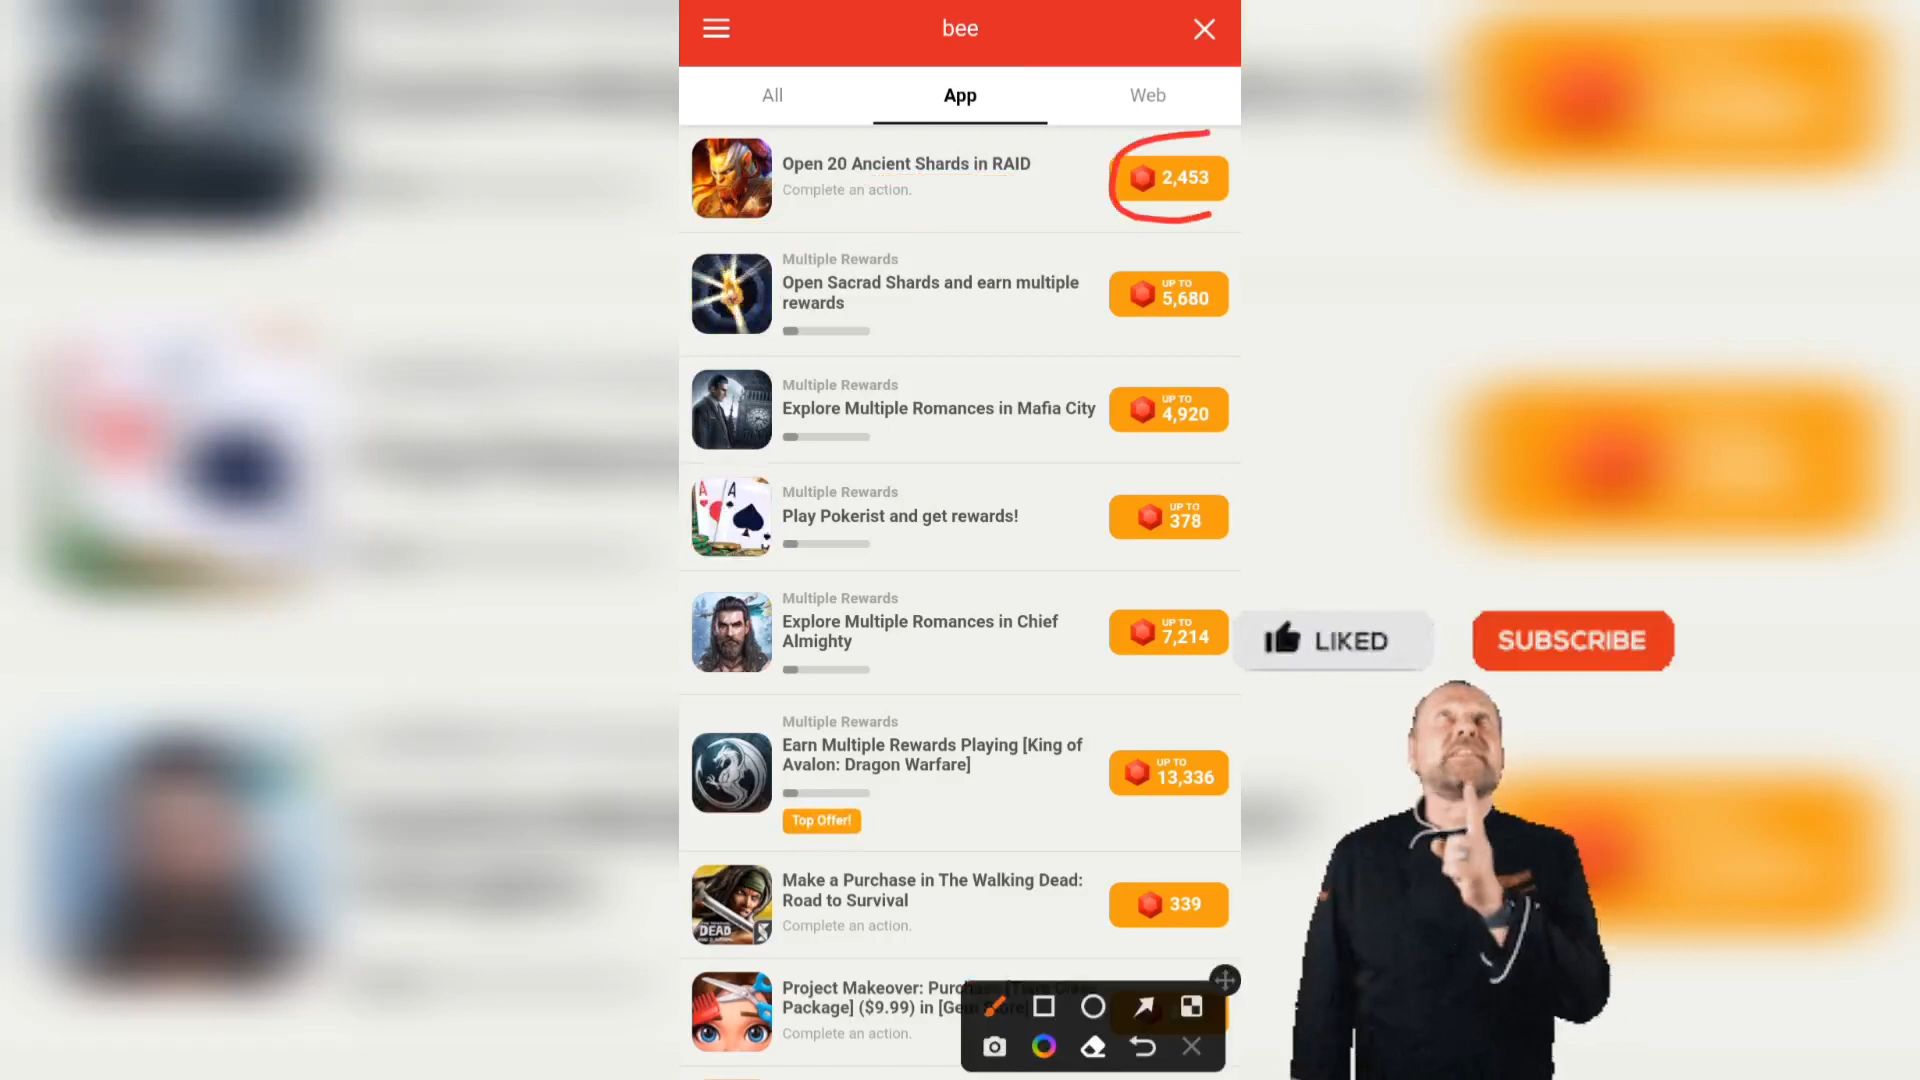 bee
All
App
Web
Open 20 Ancient Shards in RAID
Complete an action.
2,453
Multiple Rewards
Open Sacrad Shards and earn multiple
rewards
UP TO
5,680
Multiple Rewards
Explore Multiple Romances in Mafia City
UP TO
4,920
A A
Multiple Rewards
Play Pokerist and get rewards!
UP TO
378
Multiple Rewards
Explore Multiple Romances in Chief
Almighty
UP TO
7,214
LIKED
SUBSCRIBE
Multiple Rewards
Earn Multiple Rewards Playing [King of
Avalon: Dragon Warfare]
Top Offer!
UP TO
13,336
DEAD
Make a Purchase in The Walking Dead:
Road to Survival
Complete an action.
339
Project Makeover:
Package] ($9.99) in
Complete an action.